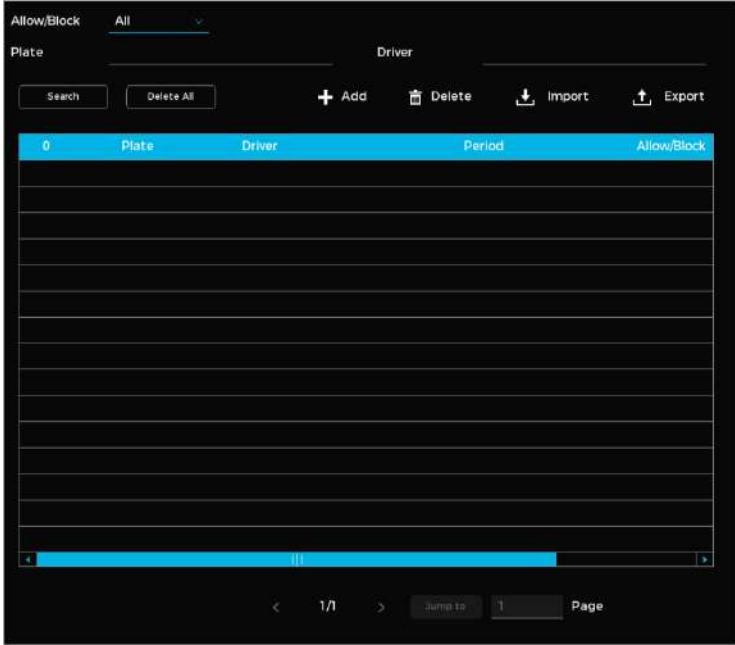 Allow/Block All
Plate Driver
Search Delete All Add Delete Import Export
0 Plate Driver Period Allow/Block
1/1 Jump to 1 Page